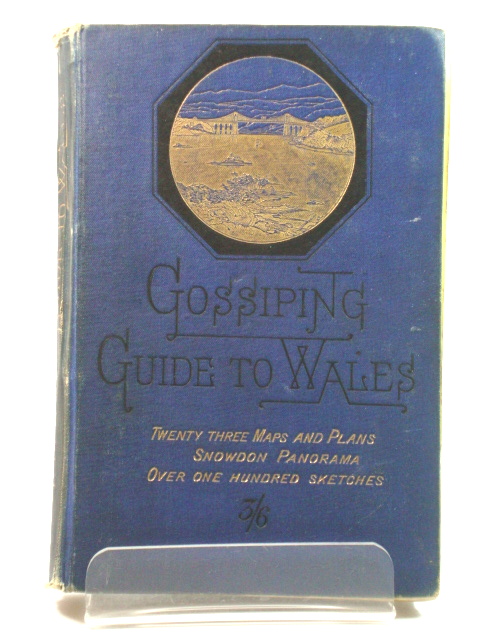 GOSSIPING
GUIDE TO WALES
TWENTY THREE MAPS AND PLANS
SNOWDON PANORAMA
OVER ONE HUNDRED SKETCHES
3/6